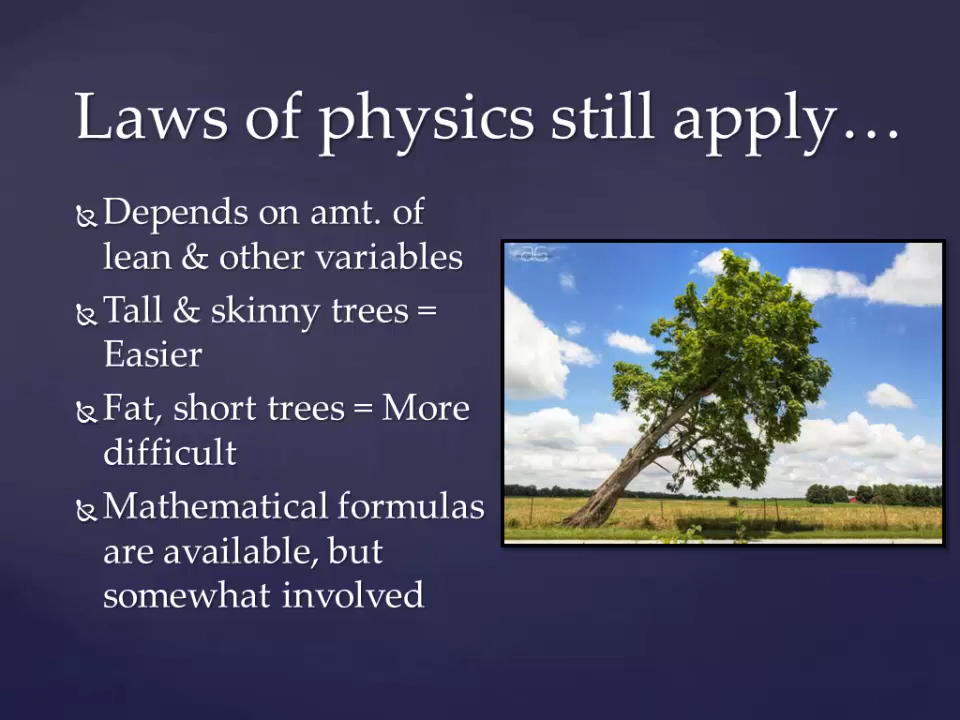 Laws of physics still apply…
Depends on amt. of
lean & other variables
Tall & skinny trees =
Easier
Fat, short trees = More
difficult
Mathematical formulas
are available, but
somewhat involved